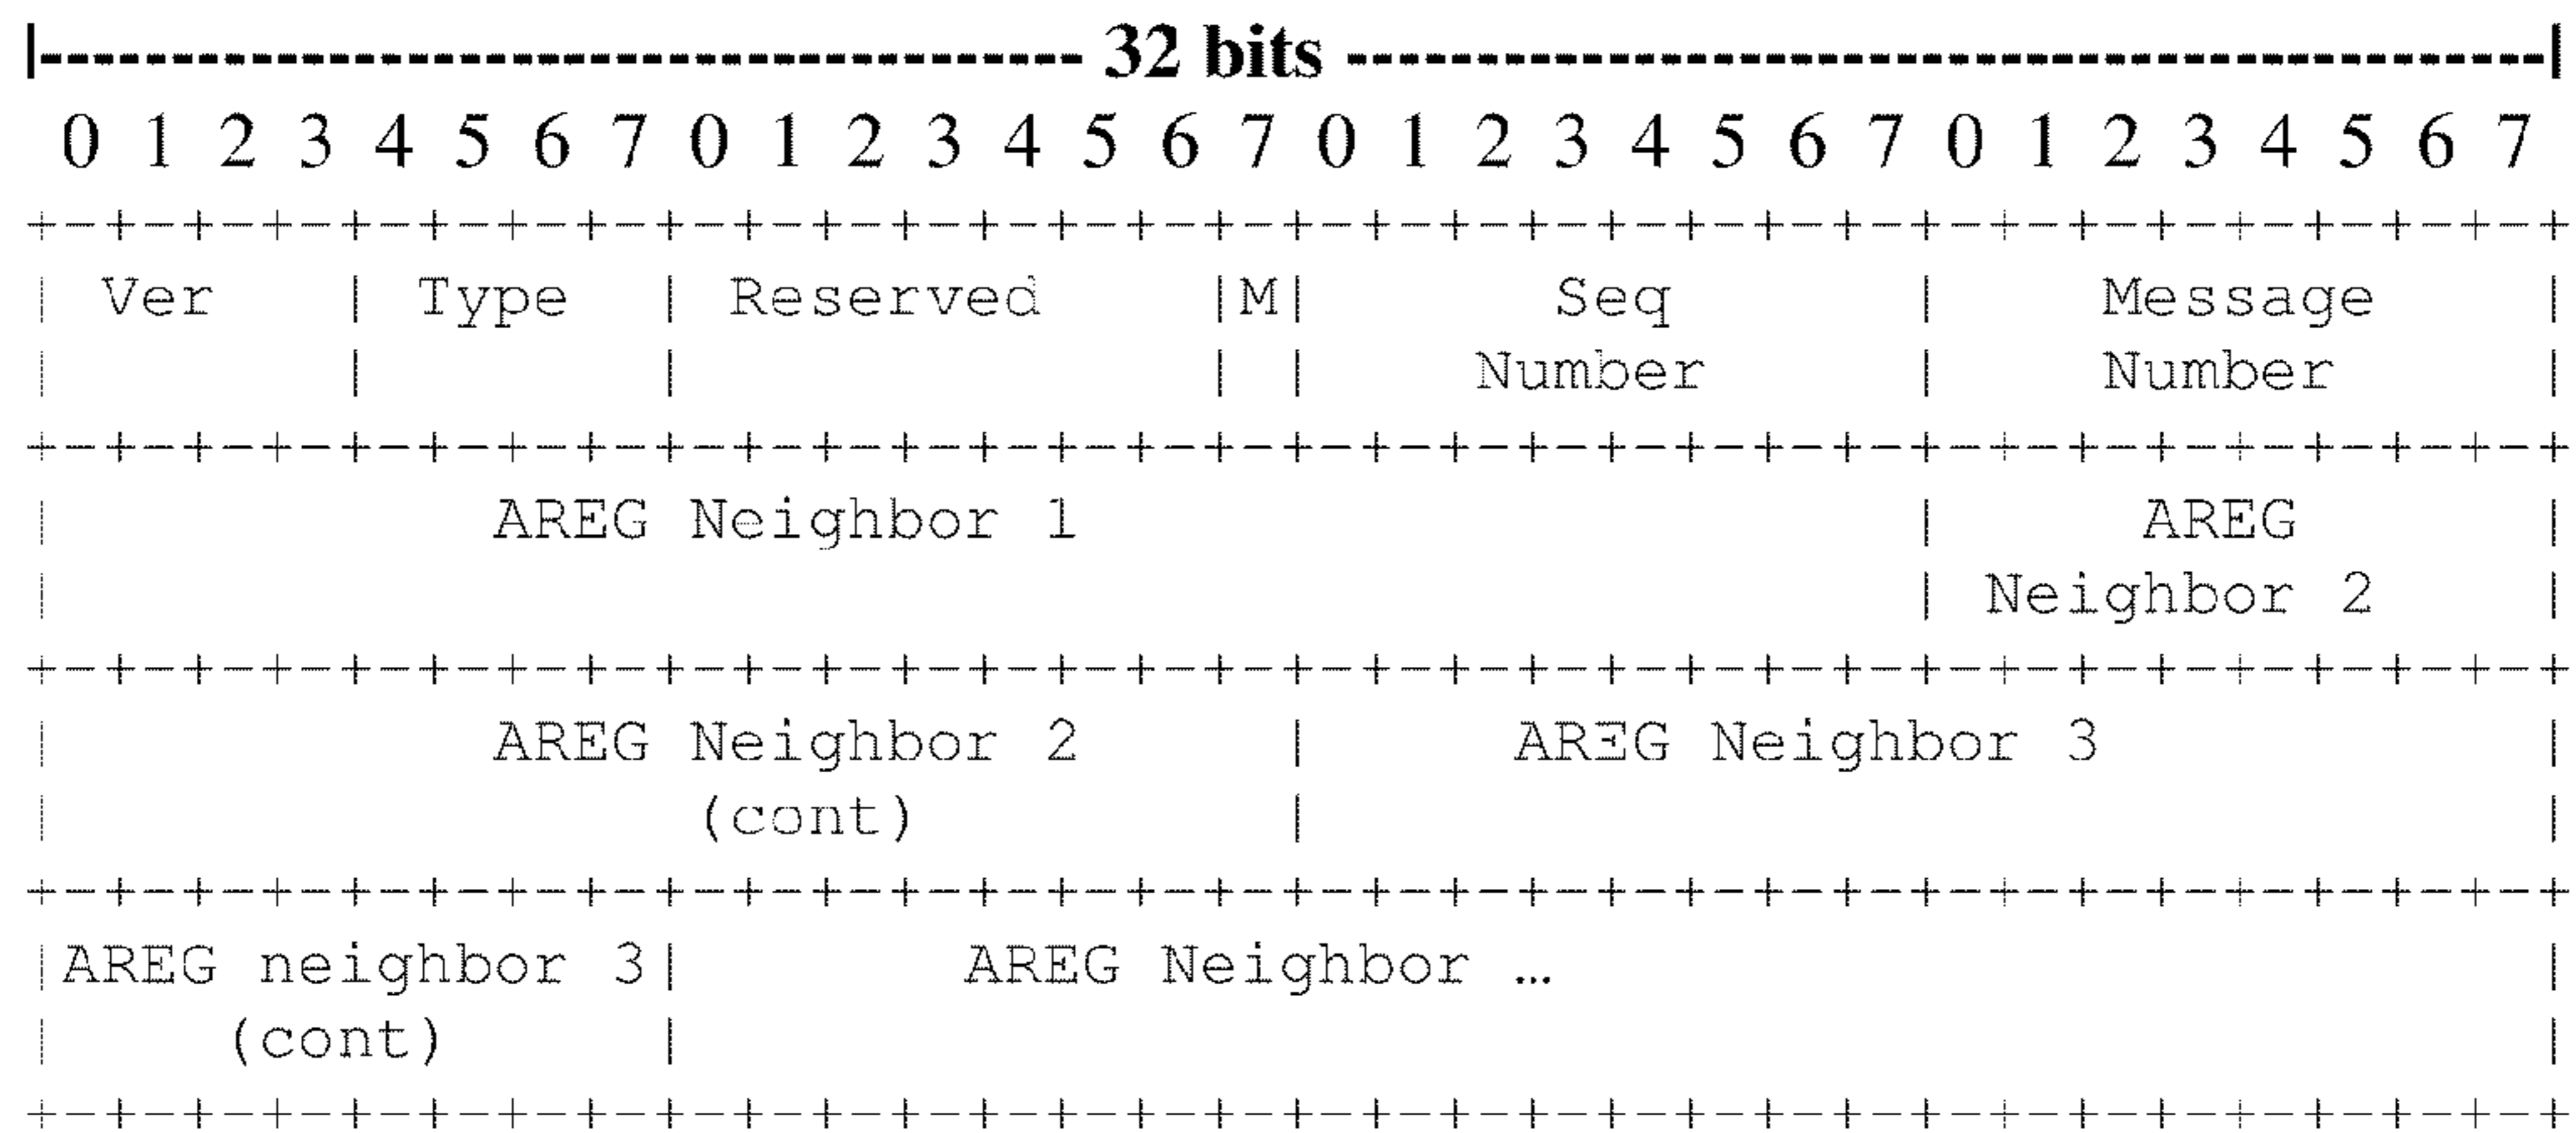 |---------------------------------------- 32 bits ----------------------------------------------|
0 1 2 3 4 5 6 7 0 1 2 3 4 5 6 7 0 1 2 3 4 5 6 7 0 1 2 3 4 5 6 7
+-+-+-+-+-+-+-+-+-+-+-+-+-+-+-+-+-+-+-+-+-+-+-+-+-+-+-+-+-+-+-+-+
| Ver   | Type  | Reserved    |M|      Seq      |    Message    |
|       |       |             | |    Number     |    Number     |
+-+-+-+-+-+-+-+-+-+-+-+-+-+-+-+-+-+-+-+-+-+-+-+-+-+-+-+-+-+-+-+-+
|           AREG Neighbor 1                     |     AREG      |
|                                               | Neighbor 2    |
+-+-+-+-+-+-+-+-+-+-+-+-+-+-+-+-+-+-+-+-+-+-+-+-+-+-+-+-+-+-+-+-+
|           AREG Neighbor 2     |     AREG Neighbor 3           |
|                (cont)         |                               |
+-+-+-+-+-+-+-+-+-+-+-+-+-+-+-+-+-+-+-+-+-+-+-+-+-+-+-+-+-+-+-+-+
|AREG neighbor 3|       AREG Neighbor …                         |
|    (cont)     |                                               |
+-+-+-+-+-+-+-+-+-+-+-+-+-+-+-+-+-+-+-+-+-+-+-+-+-+-+-+-+-+-+-+-+